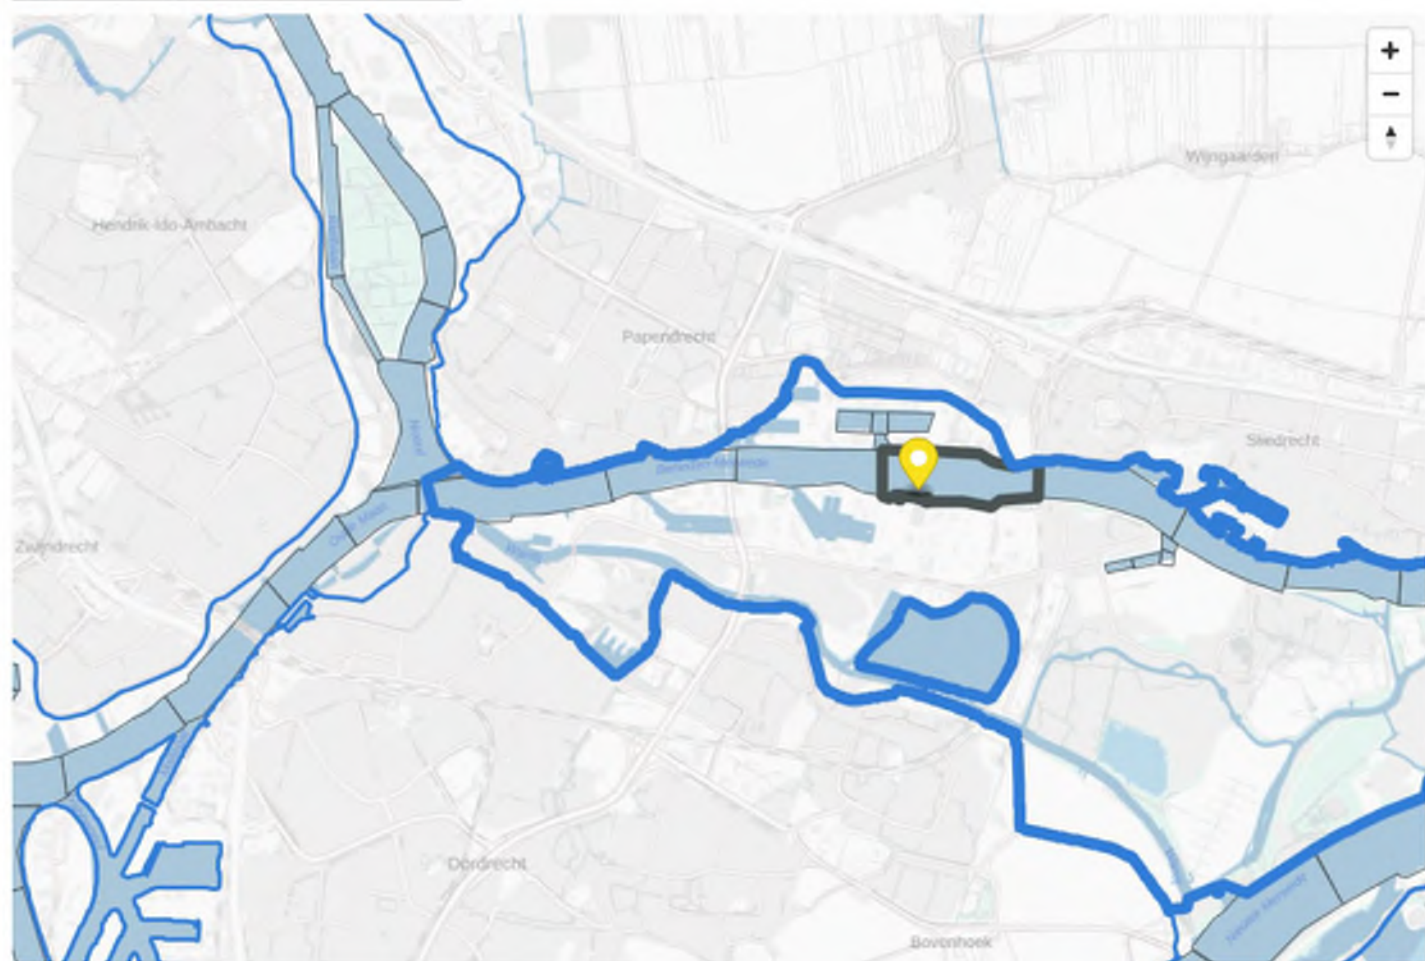 Wijngaarden
Hendrik-Ido-Ambacht
Papendrecht
Noord
Sliedrecht
Beneden Merwede
Oude Maas
Zwijndrecht
Dordrecht
Nieuwe Merwede
Bovenhoek